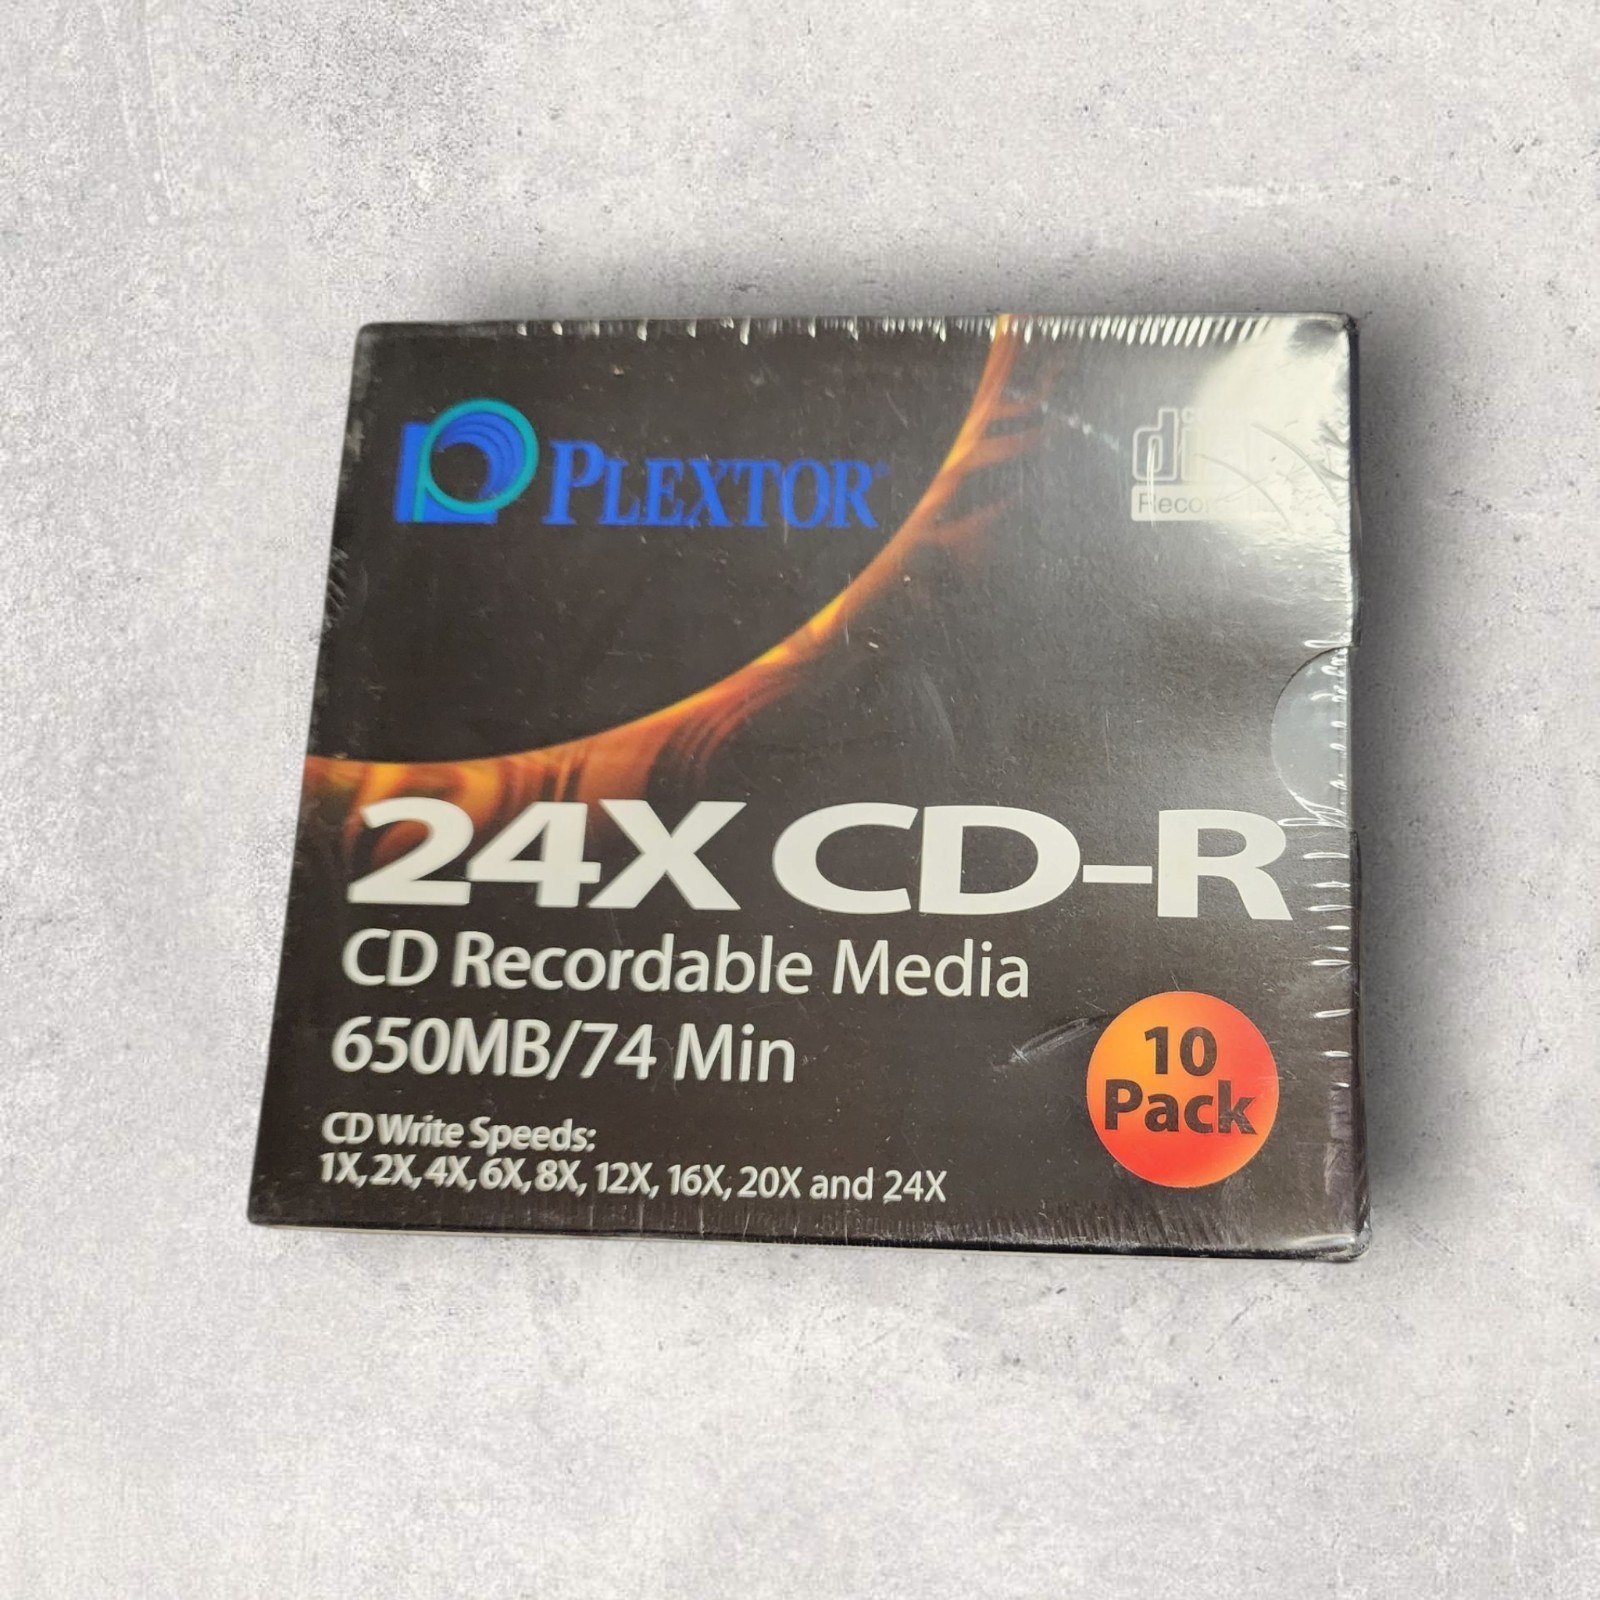 PLEXTOR®
24X CD-R
CD Recordable Media
650MB/74 Min
10
Pack
CD Write Speeds:
1X, 2X, 4X, 6X, 8X, 12X, 16X, 20X and 24X